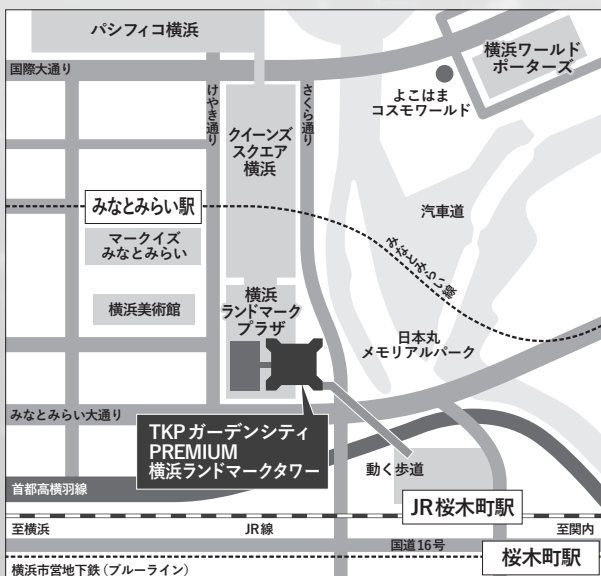 パシフィコ横浜
国際大通り
横浜ワールド
ポーターズ
よこはま
コスモワールド
けやき通り
さくら通り
クイーンズ
スクエア
横浜
みなとみらい駅
汽車道
マークイズ
みなとみらい
みなとみらい線
横浜美術館
横浜
ランドマーク
プラザ
日本丸
メモリアルパーク
みなとみらい大通り
TKPガーデンシティ
PREMIUM
横浜ランドマークタワー
動く歩道
首都高横羽線
JR桜木町駅
至横浜
JR線
至関内
国道16号
桜木町駅
横浜市営地下鉄(ブルーライン)